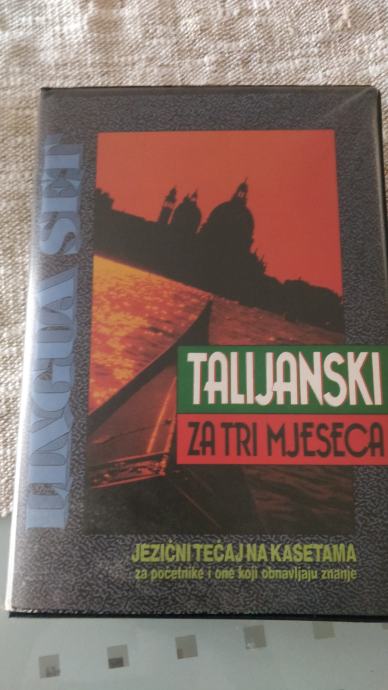 LINGUA SET
TALIJANSKI
ZA TRI MJESECA
JEZIČNI TEČAJ NA KASETAMA
za početnike i one koji obnavljaju znanje